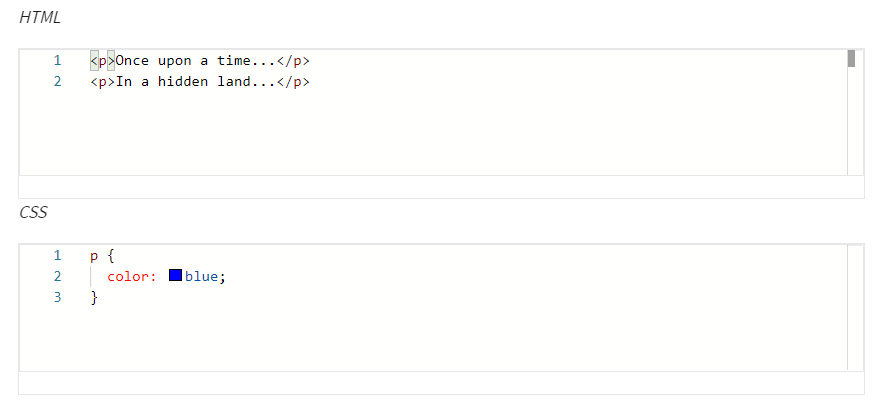 HTML
1 <p>Once upon a time...</p>
2 <p>In a hidden land...</p>
CSS
1 p {
2 color: blue;
3 }